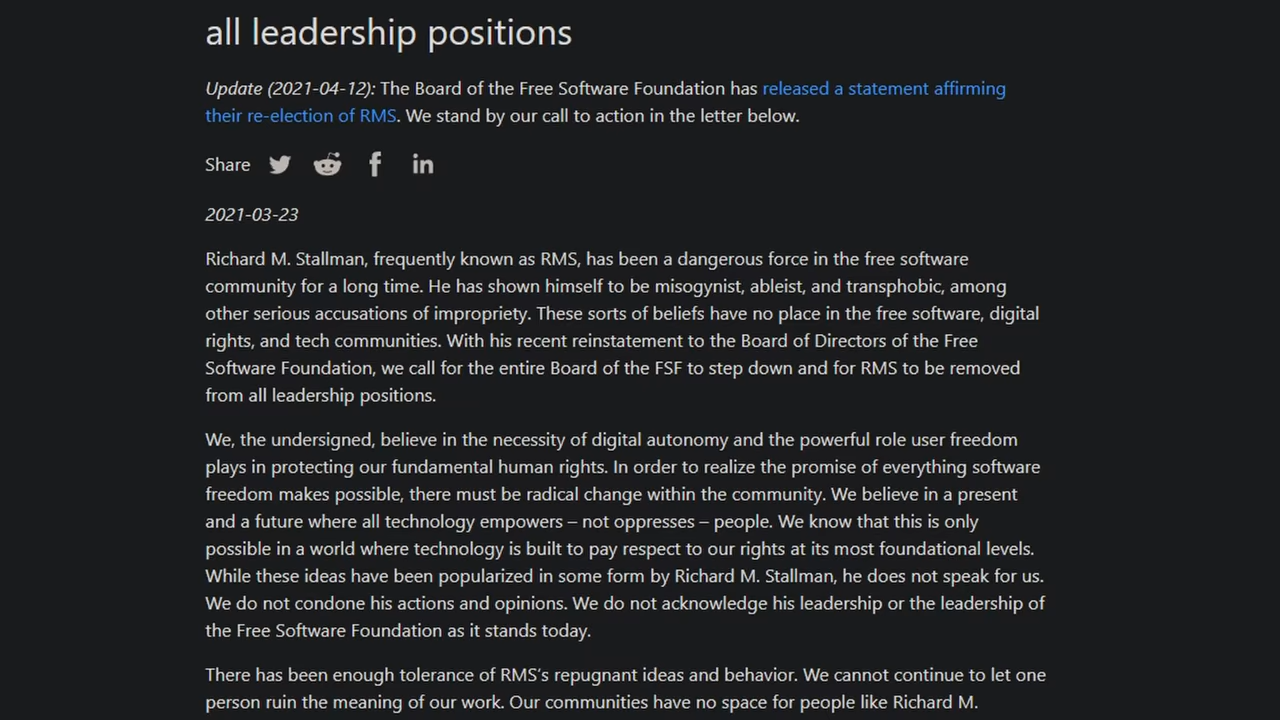 all leadership positions
Update (2021-04-12): The Board of the Free Software Foundation has released a statement affirming
their re-election of RMS. We stand by our call to action in the letter below.
Share
2021-03-23
Richard M. Stallman, frequently known as RMS, has been a dangerous force in the free software
community for a long time. He has shown himself to be misogynist, ableist, and transphobic, among
other serious accusations of impropriety. These sorts of beliefs have no place in the free software, digital
rights, and tech communities. With his recent reinstatement to the Board of Directors of the Free
Software Foundation, we call for the entire Board of the FSF to step down and for RMS to be removed
from all leadership positions.
We, the undersigned, believe in the necessity of digital autonomy and the powerful role user freedom
plays in protecting our fundamental human rights. In order to realize the promise of everything software
freedom makes possible, there must be radical change within the community. We believe in a present
and a future where all technology empowers – not oppresses – people. We know that this is only
possible in a world where technology is built to pay respect to our rights at its most foundational levels.
While these ideas have been popularized in some form by Richard M. Stallman, he does not speak for us.
We do not condone his actions and opinions. We do not acknowledge his leadership or the leadership of
the Free Software Foundation as it stands today.
There has been enough tolerance of RMS’s repugnant ideas and behavior. We cannot continue to let one
person ruin the meaning of our work. Our communities have no space for people like Richard M.